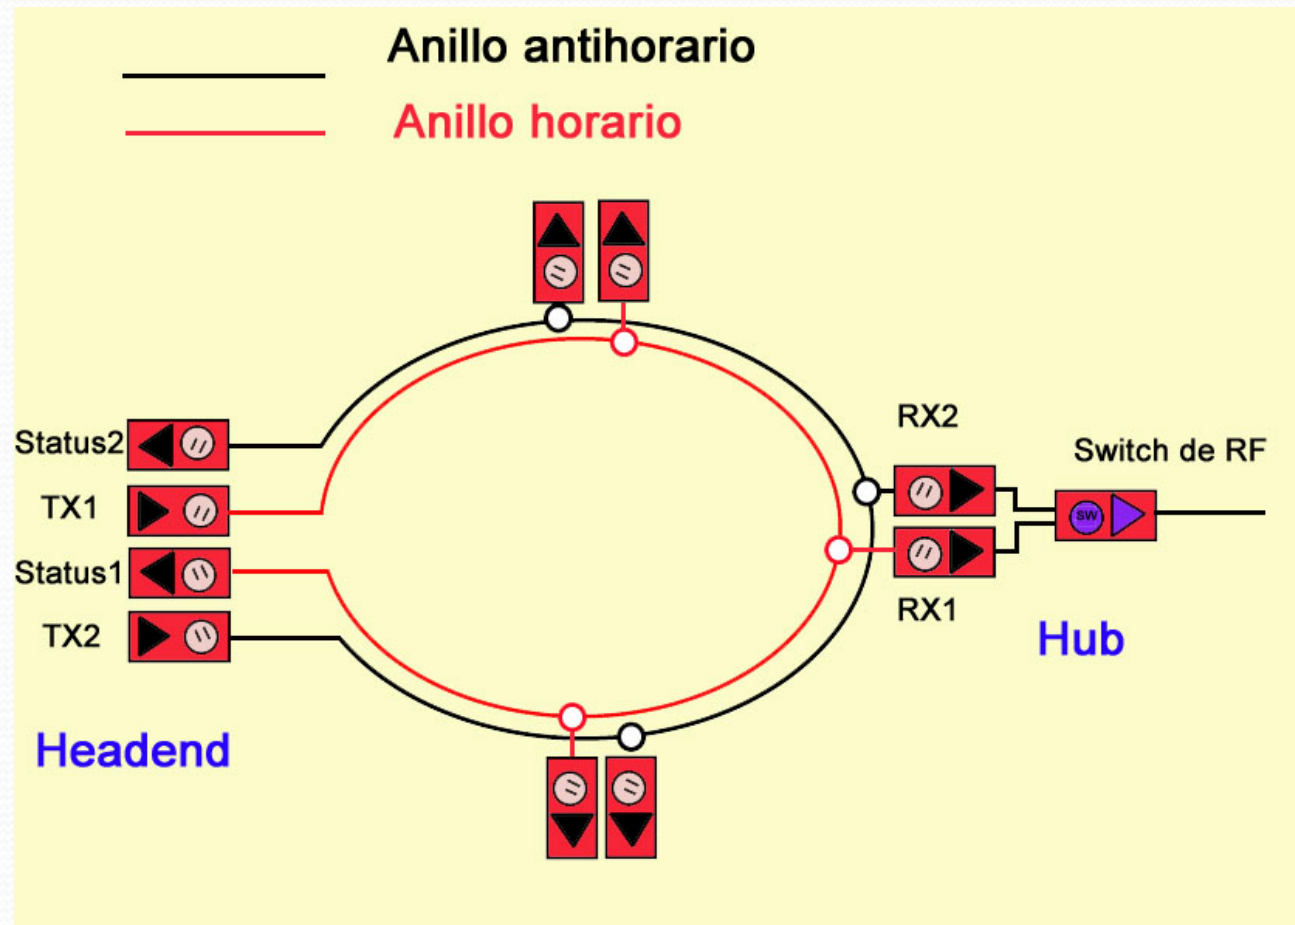 Anillo antihorario
Anillo horario
RX2
Status2
Switch de RF
TX1
SW
Status1
RX1
TX2
Hub
Headend